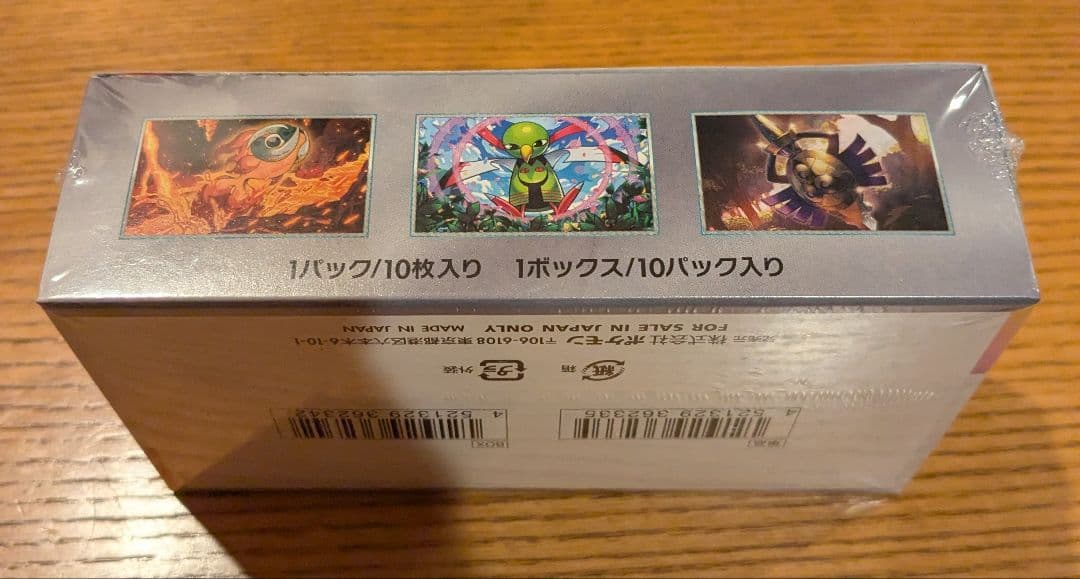 1パック/10枚入り　1ボックス/10パック入り
FOR SALE IN JAPAN ONLY MADE IN JAPAN
発売元 株式会社ポケモン 〒106-6108 東京都港区六本木6-10-1
紙 箱 プラ 外装
単品 BOX
4 521329 362335
4 521329 362342